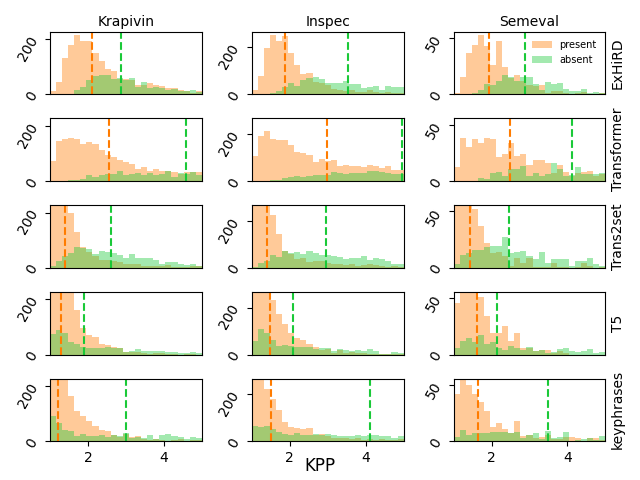 Krapivin Inspec Semeval
200 200 50 present
absent
0 0 0 ExHiRD
200 200 50
0 0 0 Transformer
200 200 50
0 0 0 Trans2set
200 200 50
0 0 0 T5
200 200 50
0 0 0 keyphrases
2 4 2 4 2 4
KPP